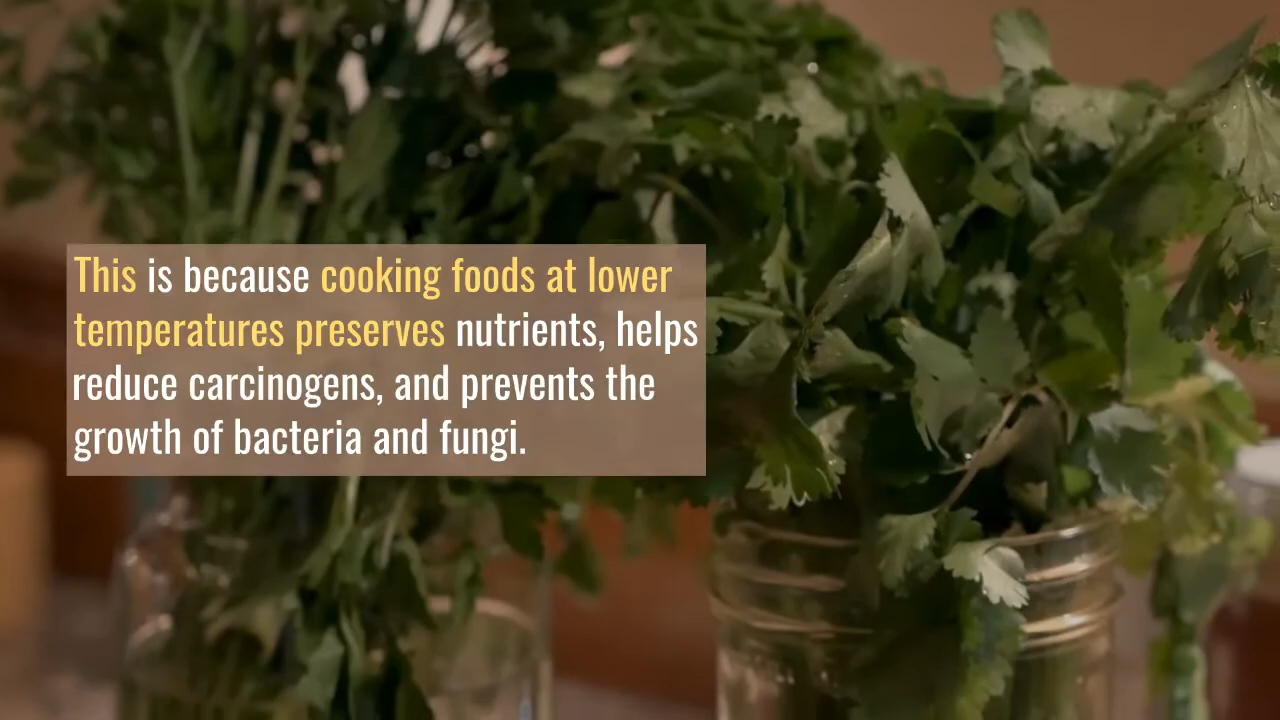 This is because cooking foods at lower
temperatures preserves nutrients, helps
reduce carcinogens, and prevents the
growth of bacteria and fungi.